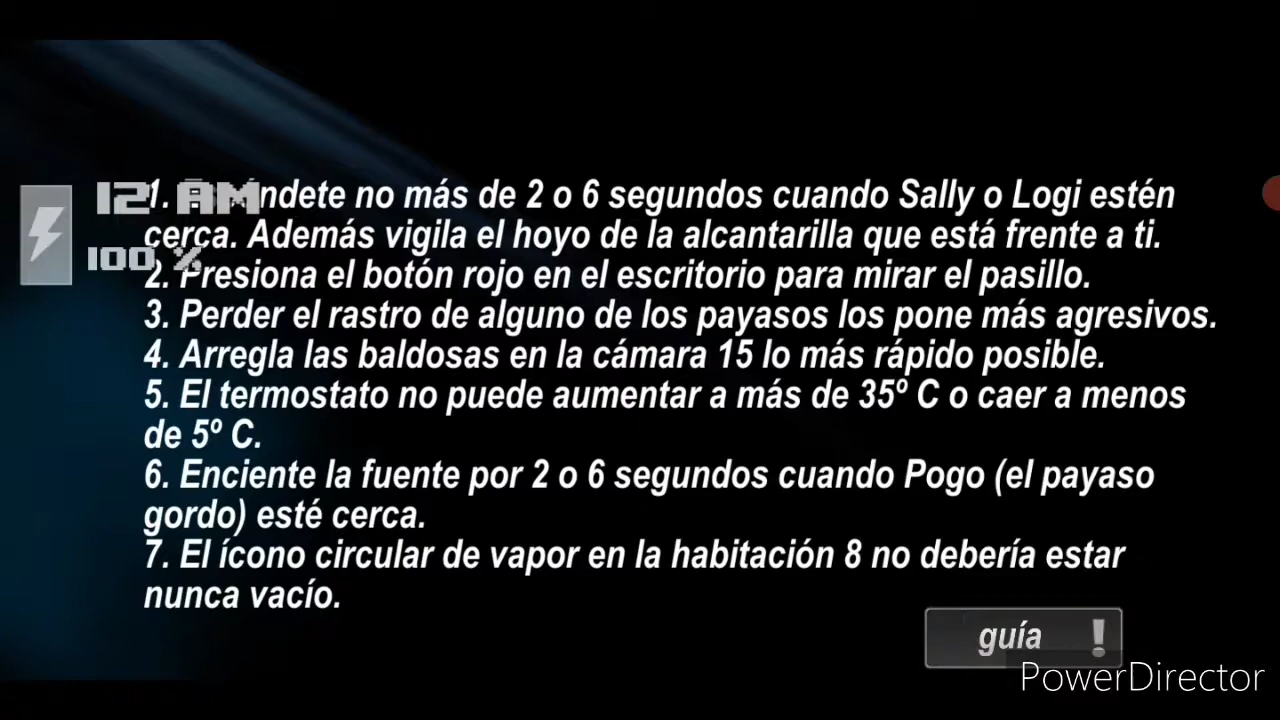 12 AM
100 %
1. Escóndete no más de 2 o 6 segundos cuando Sally o Logi estén
cerca. Además vigila el hoyo de la alcantarilla que está frente a ti.
2. Presiona el botón rojo en el escritorio para mirar el pasillo.
3. Perder el rastro de alguno de los payasos los pone más agresivos.
4. Arregla las baldosas en la cámara 15 lo más rápido posible.
5. El termostato no puede aumentar a más de 35º C o caer a menos
de 5º C.
6. Enciente la fuente por 2 o 6 segundos cuando Pogo (el payaso
gordo) esté cerca.
7. El ícono circular de vapor en la habitación 8 no debería estar
nunca vacío.
guía !
PowerDirector